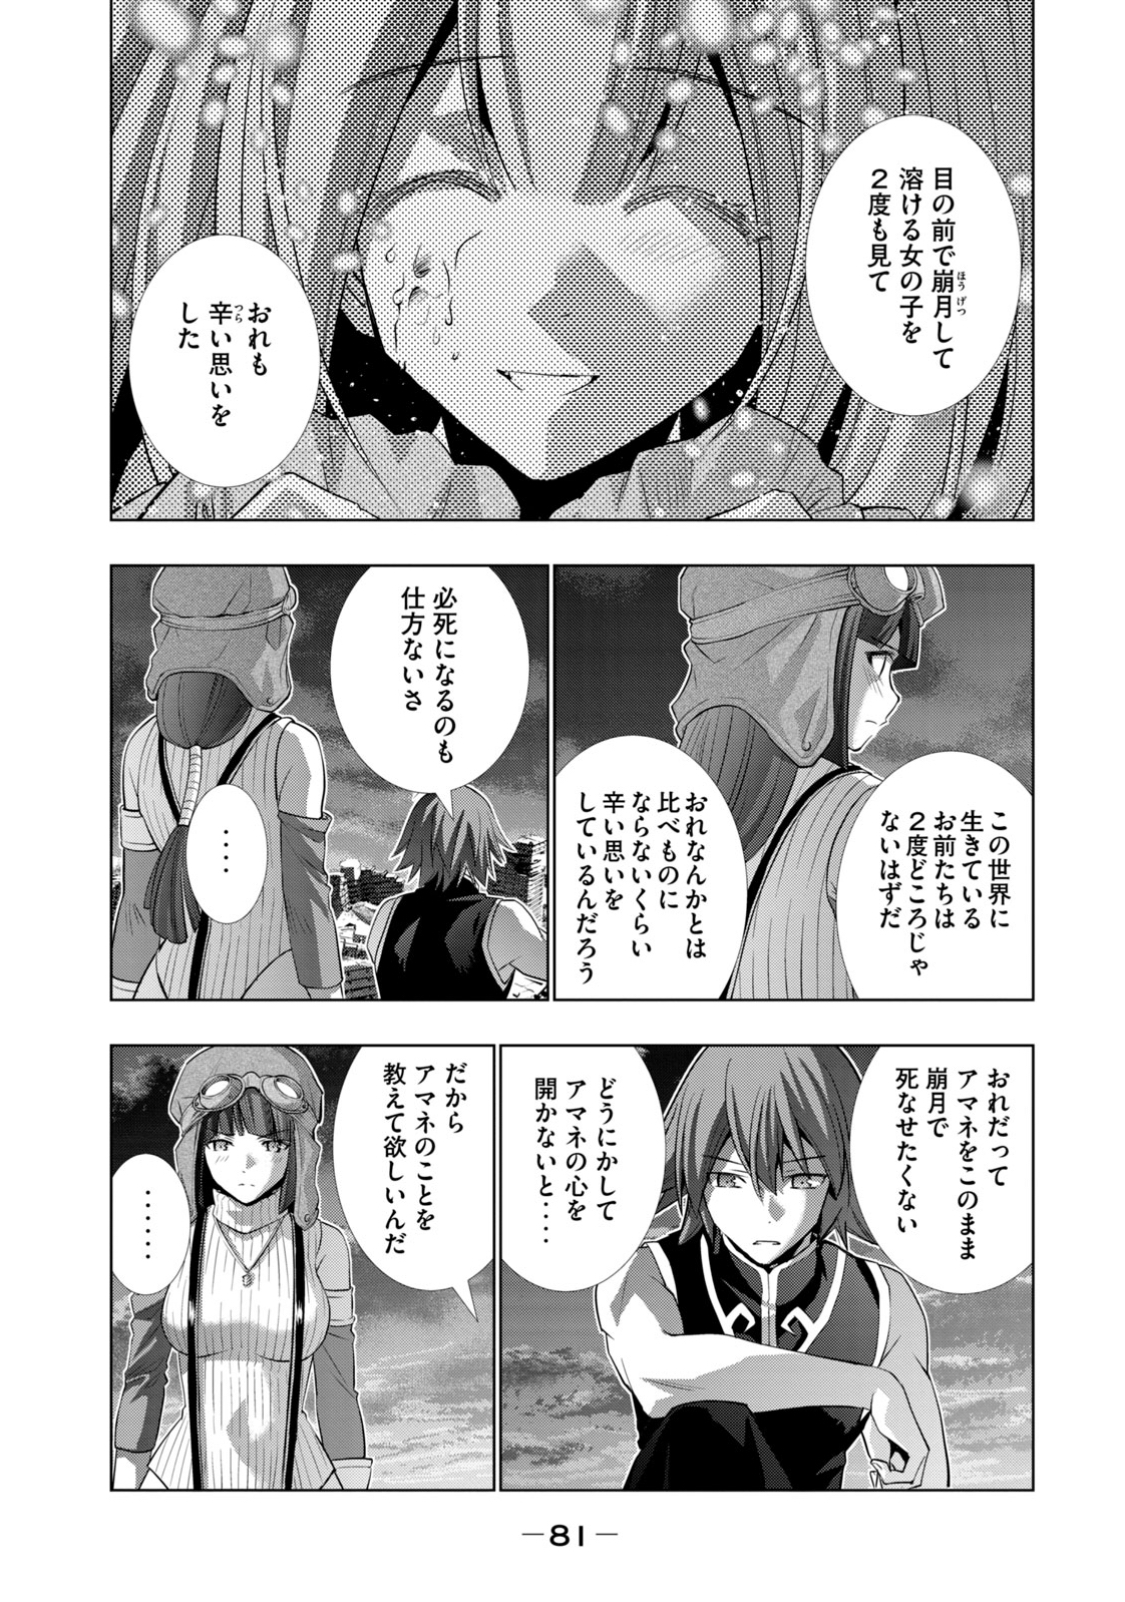 目の前で崩月して
ほうげつ
溶ける女の子を
2度も見て
おれも
辛い思いを
つら
した
この世界に
生きている
お前たちは
2度どころじゃ
ないはずだ
おれなんかとは
比べものに
ならないくらい
辛い思いを
しているんだろう
必死になるのも
仕方ないさ
‥‥
おれだって
アマネをこのまま
崩月で
死なせたくない
どうにかして
アマネの心を
開かないと‥‥
だから
アマネのことを
教えて欲しいんだ
‥‥‥
—81—